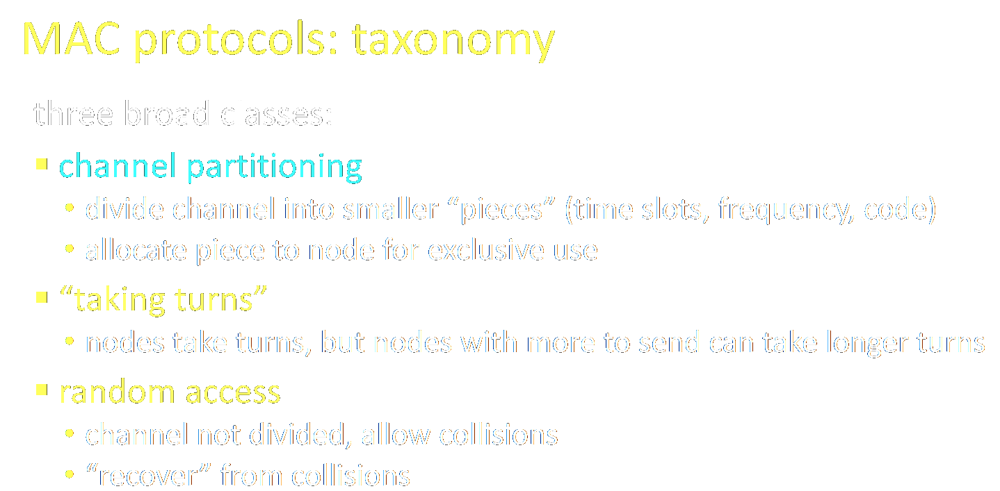 MAC protocols: taxonomy
three broad classes:
▪ channel partitioning
• divide channel into smaller “pieces” (time slots, frequency, code)
• allocate piece to node for exclusive use
▪ “taking turns”
• nodes take turns, but nodes with more to send can take longer turns
▪ random access
• channel not divided, allow collisions
• “recover” from collisions